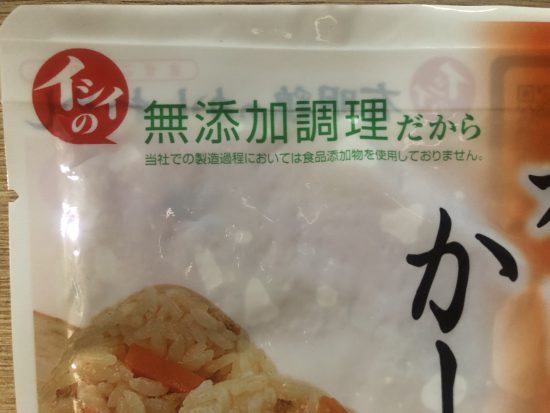 イシイの
無添加調理だから
当社での製造過程においては食品添加物を使用しておりません。
か